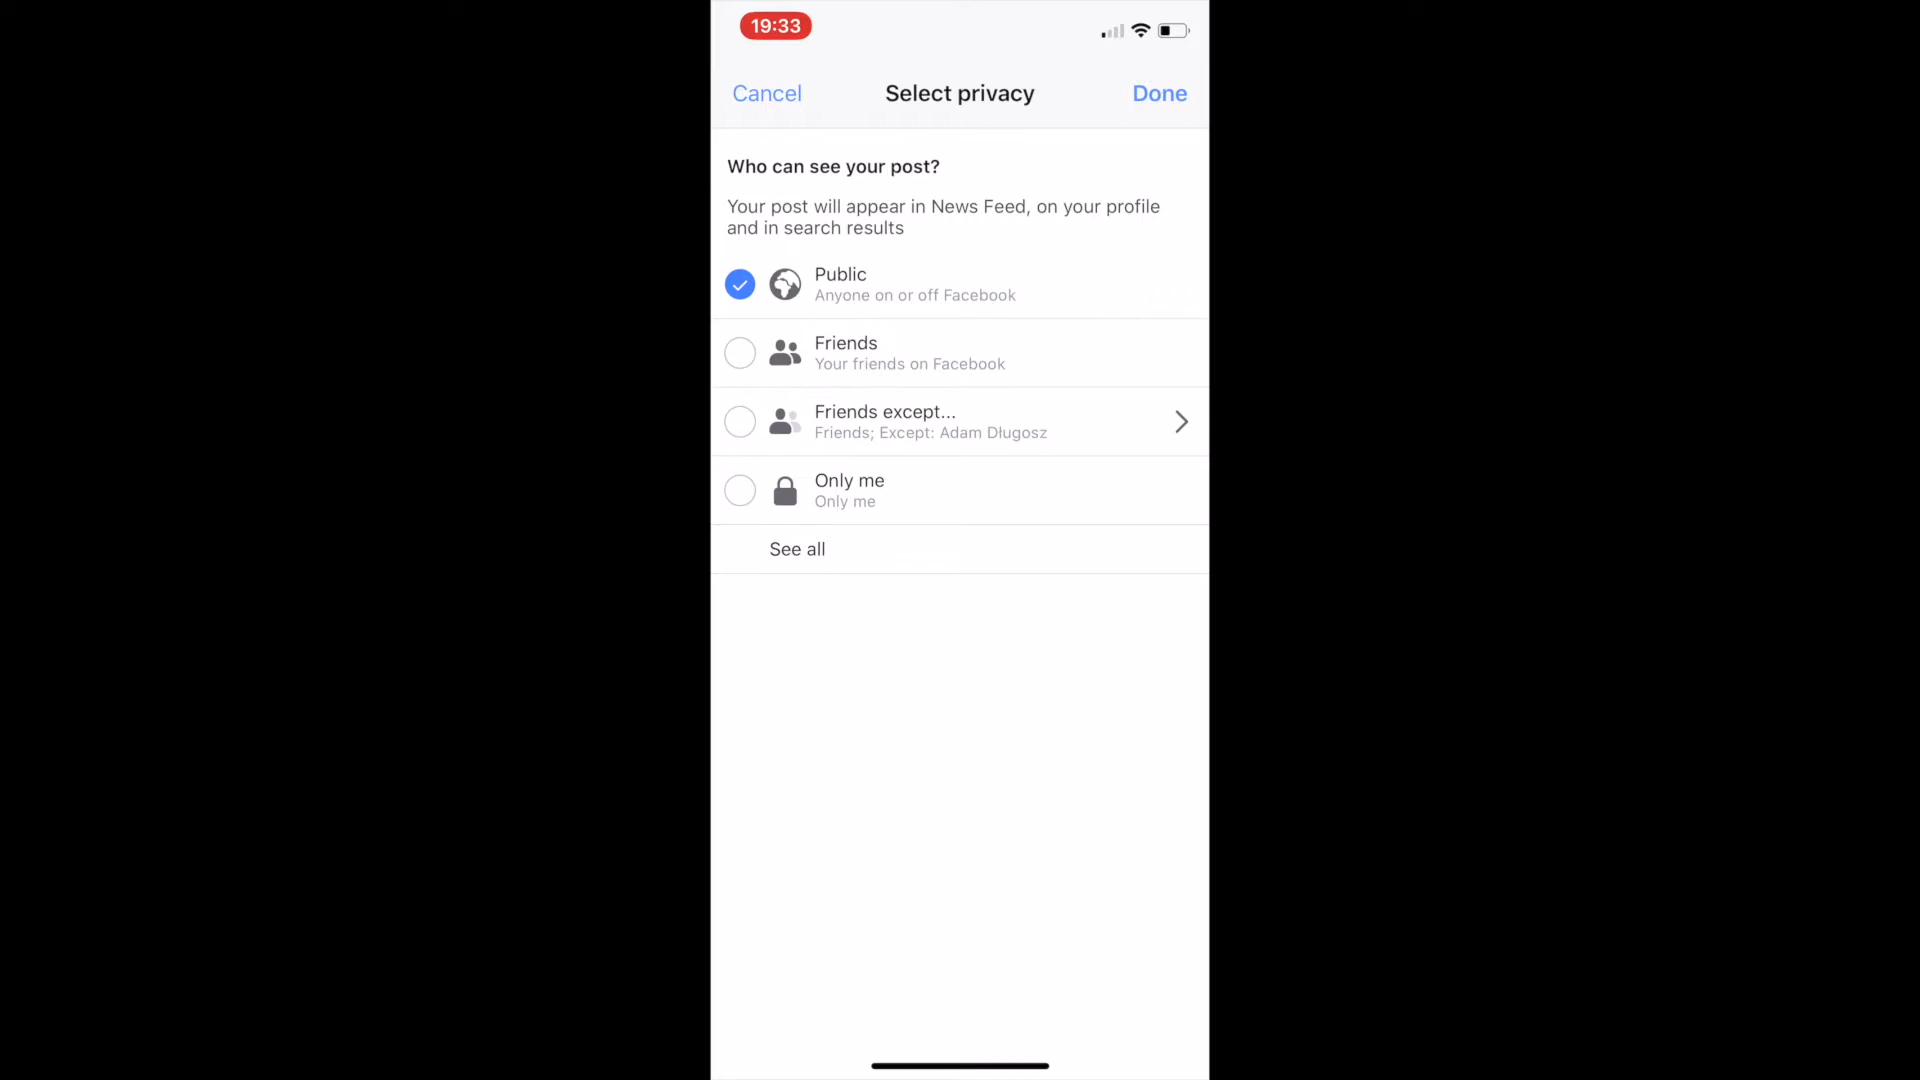 19:33
Cancel
Select privacy
Done
Who can see your post?
Your post will appear in News Feed, on your profile
and in search results
Public
Anyone on or off Facebook
Friends
Your friends on Facebook
Friends except...
Friends; Except: Adam Długosz
Only me
Only me
See all